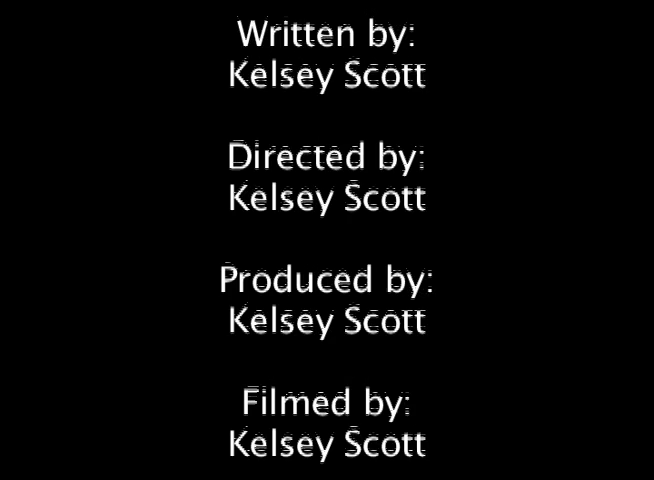 Written by:
Kelsey Scott
Directed by:
Kelsey Scott
Produced by:
Kelsey Scott
Filmed by:
Kelsey Scott